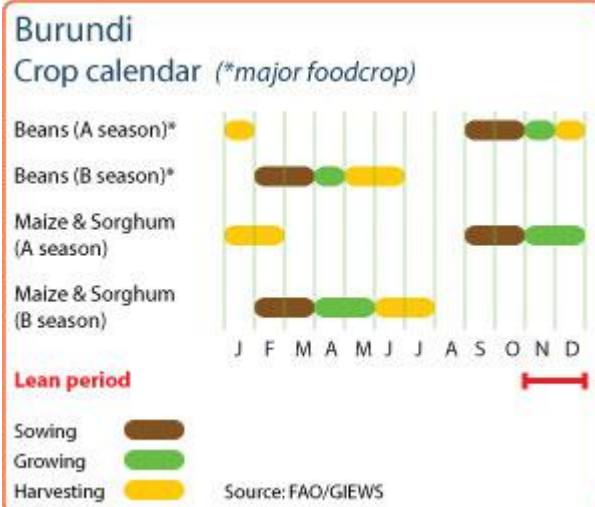 Burundi
Crop calendar (*major foodcrop)
Beans (A season)*
Beans (B season)*
Maize & Sorghum
(A season)
Maize & Sorghum
(B season)
J F M A M J J A S O N D
Lean period
Sowing
Growing
Harvesting
Source: FAO/GIEWS